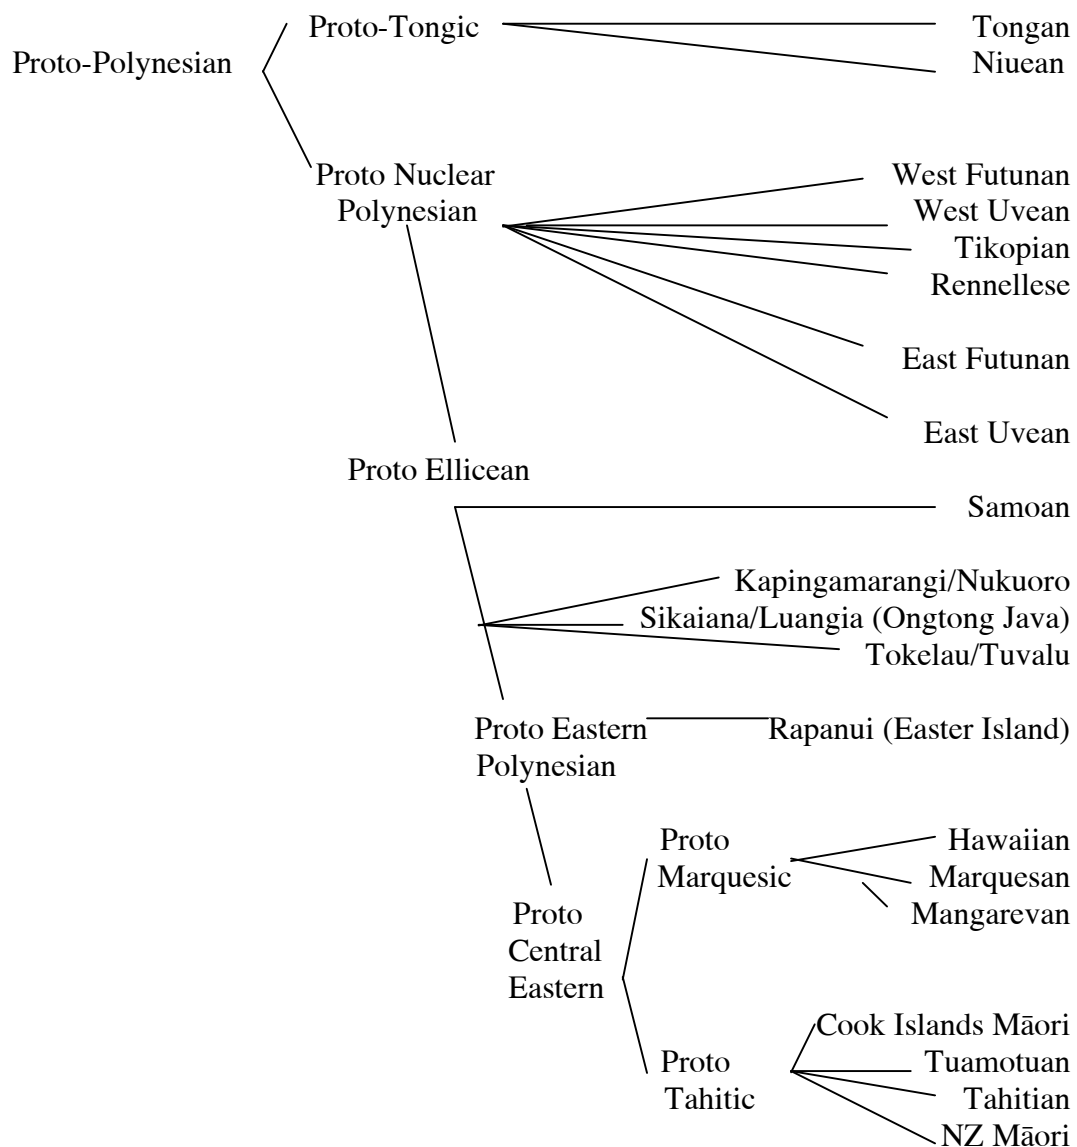 Proto-Tongic Tongan
Proto-Polynesian Niuean
Proto Nuclear West Futunan
Polynesian West Uvean
Tikopian
Rennellese
East Futunan
East Uvean
Proto Ellicean
Samoan
Kapingamarangi/Nukuoro
Sikaiana/Luangia (Ongtong Java)
Tokelau/Tuvalu
Proto Eastern Rapanui (Easter Island)
Polynesian
Proto Hawaiian
Marquesic Marquesan
Proto Mangarevan
Central
Eastern
Cook Islands Māori
Proto Tuamotuan
Tahitic Tahitian
NZ Māori